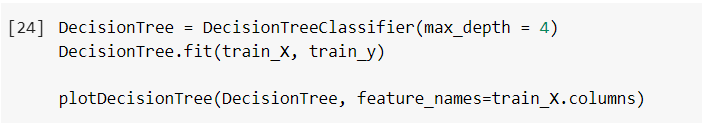 [24] DecisionTree = DecisionTreeClassifier(max_depth = 4)
DecisionTree.fit(train_X, train_y)
plotDecisionTree(DecisionTree, feature_names=train_X.columns)